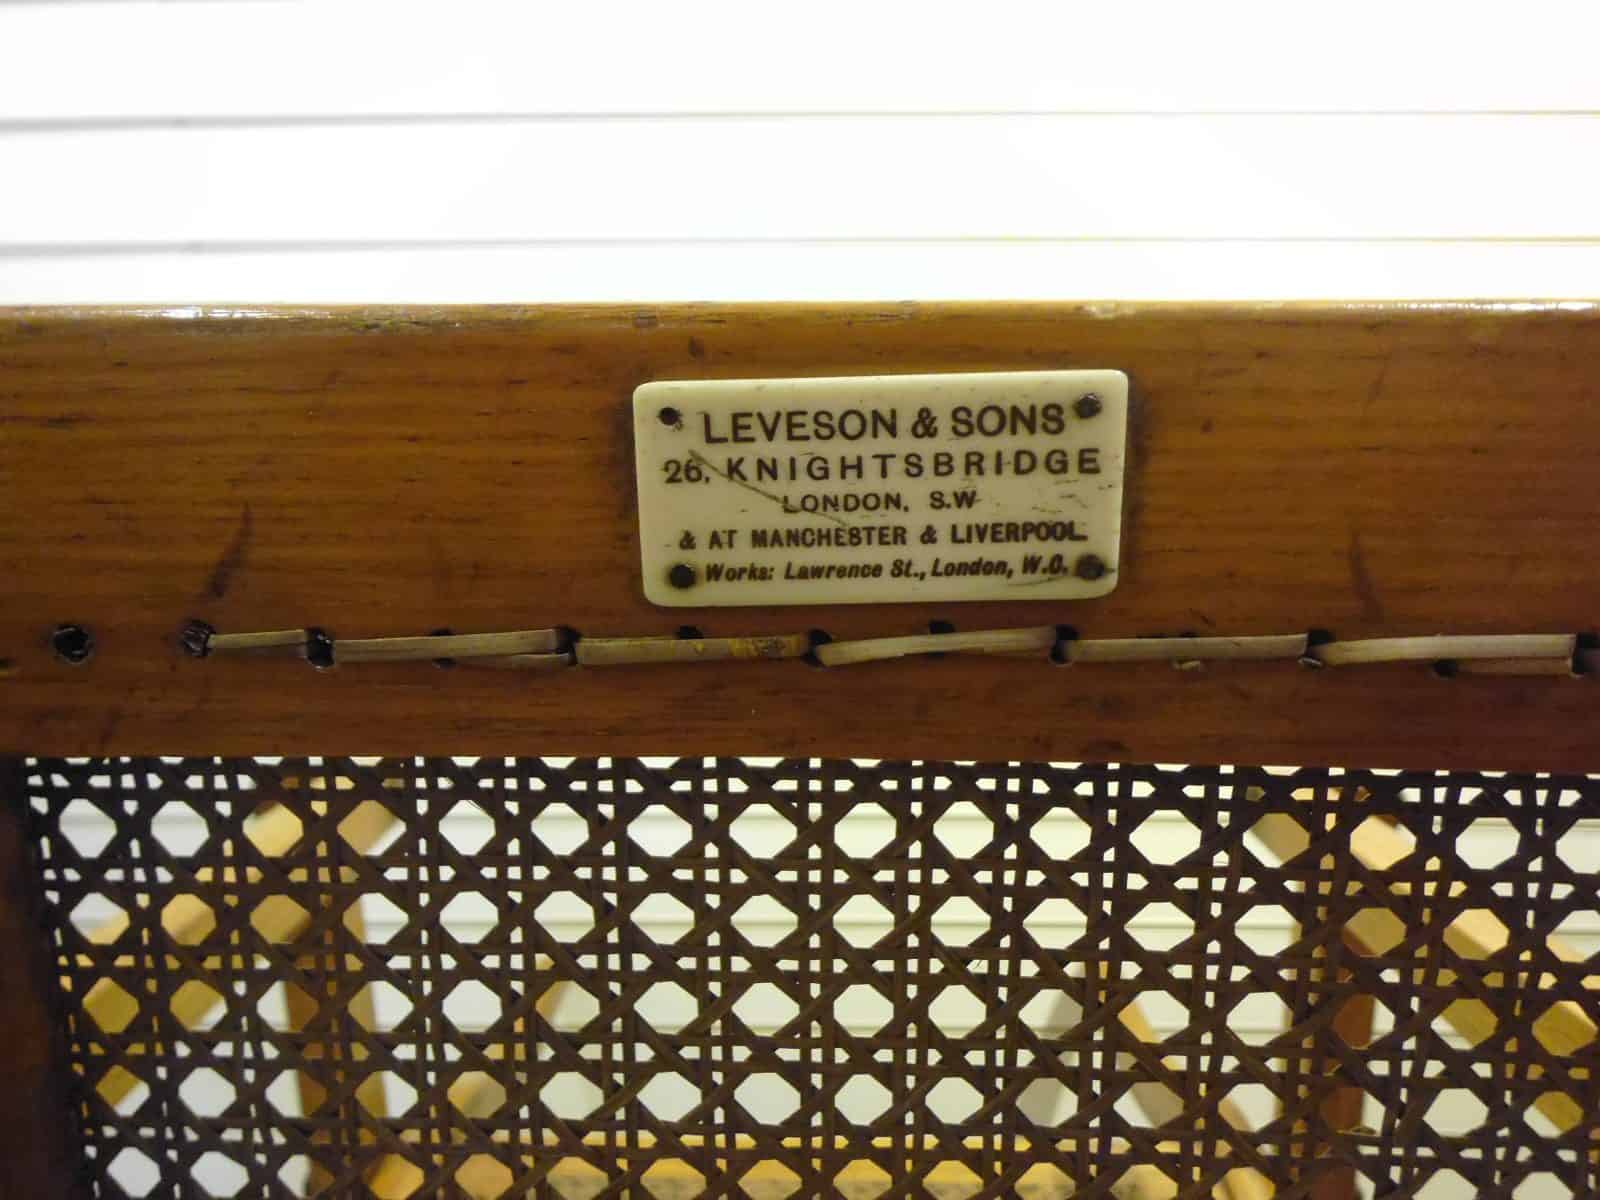 LEVESON & SONS
26, KNIGHTSBRIDGE
LONDON, S.W
& AT MANCHESTER & LIVERPOOL.
Works: Lawrence St., London, W.C.